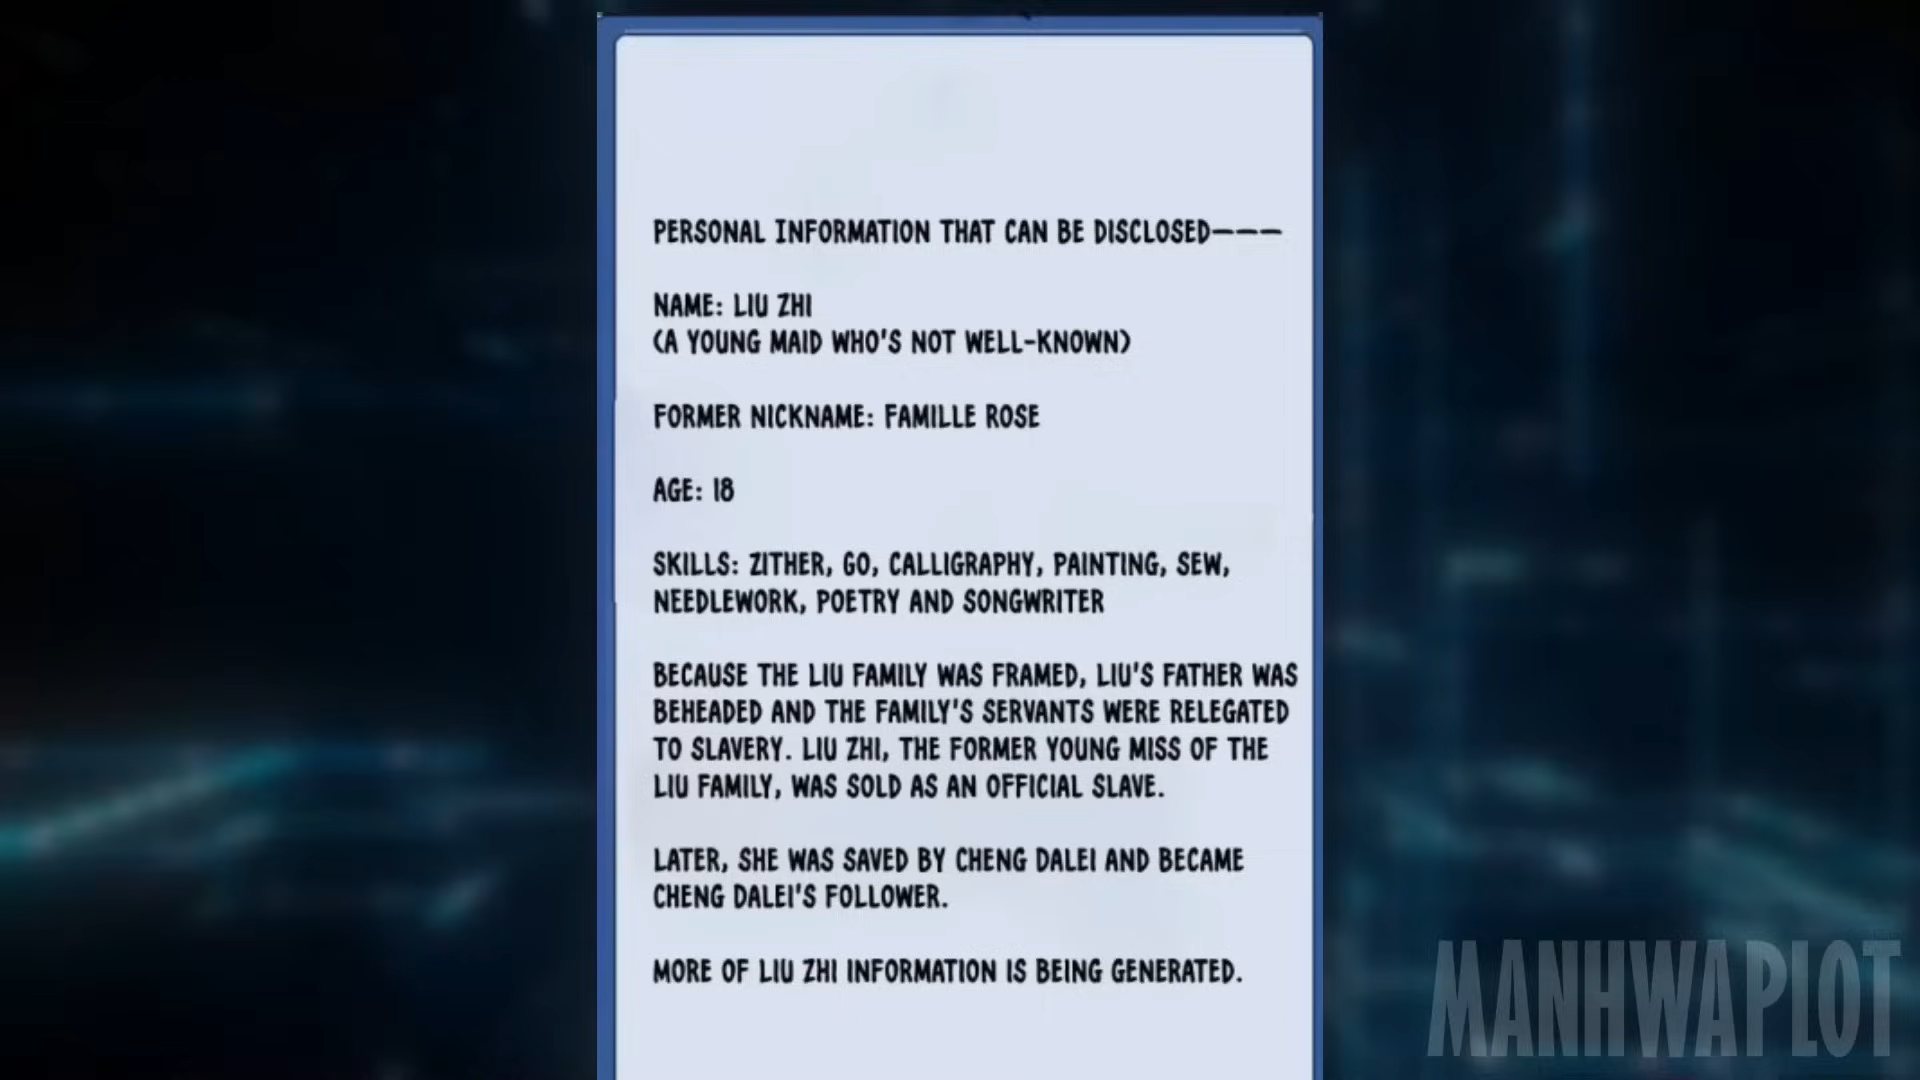 PERSONAL INFORMATION THAT CAN BE DISCLOSED———
NAME: LIU ZHI
(A YOUNG MAID WHO'S NOT WELL-KNOWN)
FORMER NICKNAME: FAMILLE ROSE
AGE: 18
SKILLS: ZITHER, GO, CALLIGRAPHY, PAINTING, SEW,
NEEDLEWORK, POETRY AND SONGWRITER
BECAUSE THE LIU FAMILY WAS FRAMED, LIU'S FATHER WAS
BEHEADED AND THE FAMILY'S SERVANTS WERE RELEGATED
TO SLAVERY. LIU ZHI, THE FORMER YOUNG MISS OF THE
LIU FAMILY, WAS SOLD AS AN OFFICIAL SLAVE.
LATER, SHE WAS SAVED BY CHENG DALEI AND BECAME
CHENG DALEI'S FOLLOWER.
MORE OF LIU ZHI INFORMATION IS BEING GENERATED.
MANHWAPLOT